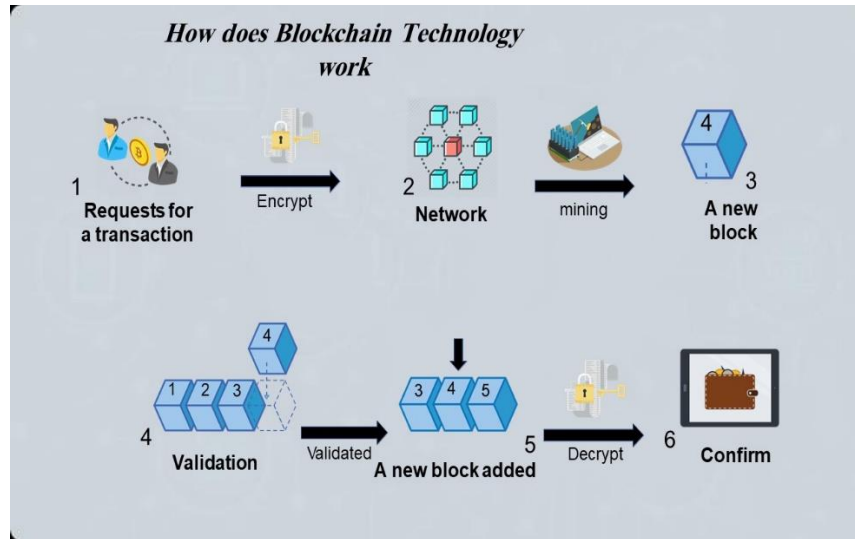 How does Blockchain Technology
work
1
Requests for
a transaction
Encrypt
2
Network
mining
4
3
A new
block
4
1 2 3
4
Validation
Validated
3 4 5
A new block added
5
Decrypt
6
Confirm